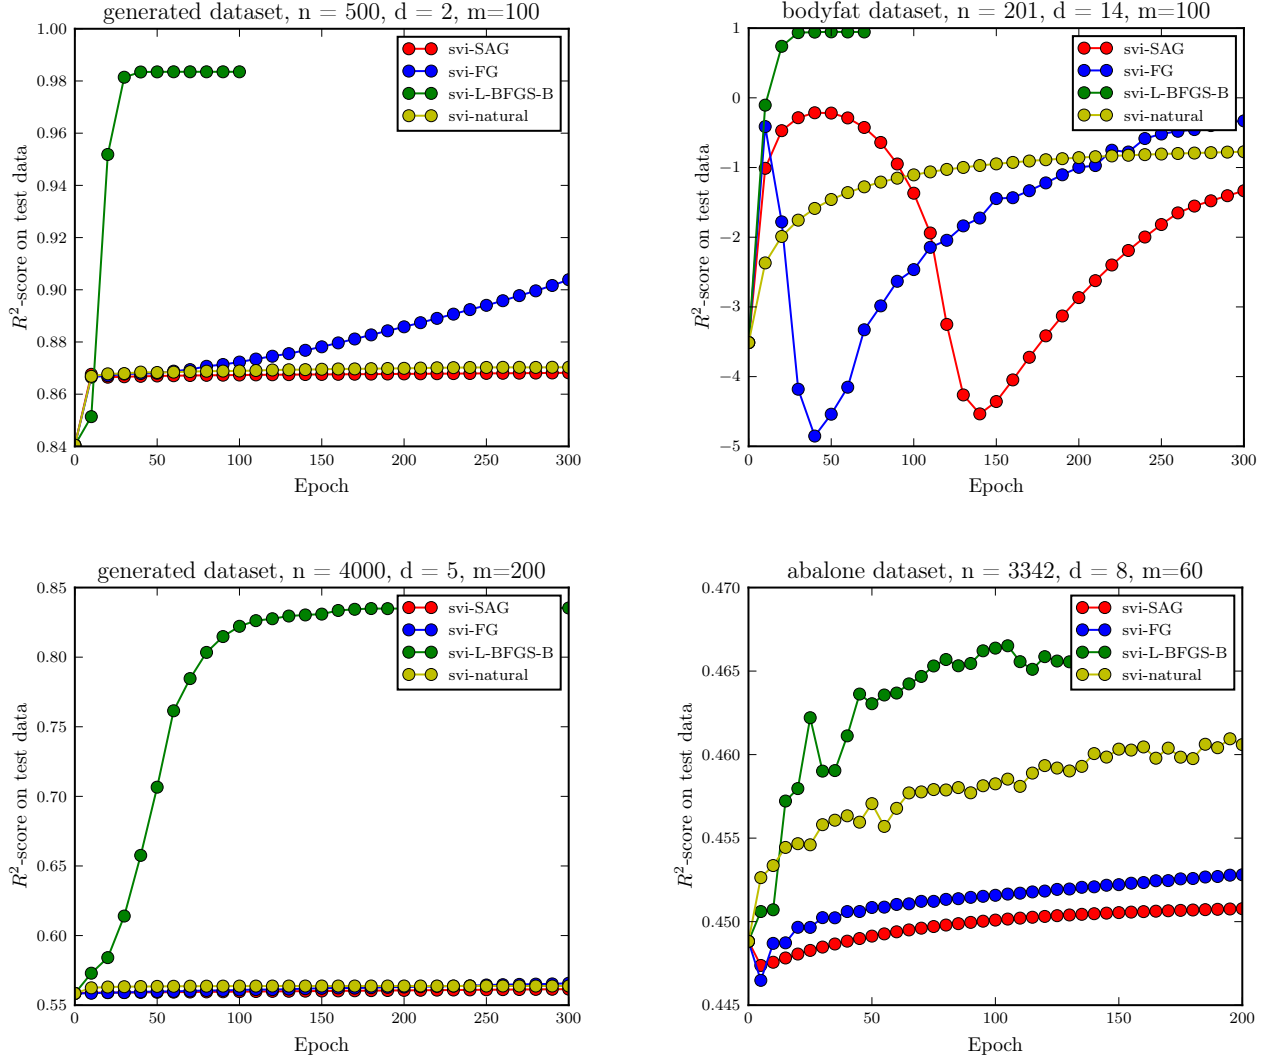 generated dataset, n = 500, d = 2, m=100
1.00
0.98
0.96
0.94
0.92
0.90
0.88
0.86
0.84
R²-score on test data
svi-SAG
svi-FG
svi-L-BFGS-B
svi-natural
0 50 100 150 200 250 300
Epoch
bodyfat dataset, n = 201, d = 14, m=100
1
0
−1
−2
−3
−4
−5
R²-score on test data
svi-SAG
svi-FG
svi-L-BFGS-B
svi-natural
0 50 100 150 200 250 300
Epoch
generated dataset, n = 4000, d = 5, m=200
0.85
0.80
0.75
0.70
0.65
0.60
0.55
R²-score on test data
svi-SAG
svi-FG
svi-L-BFGS-B
svi-natural
0 50 100 150 200 250 300
Epoch
abalone dataset, n = 3342, d = 8, m=60
0.470
0.465
0.460
0.455
0.450
0.445
R²-score on test data
svi-SAG
svi-FG
svi-L-BFGS-B
svi-natural
0 50 100 150 200
Epoch